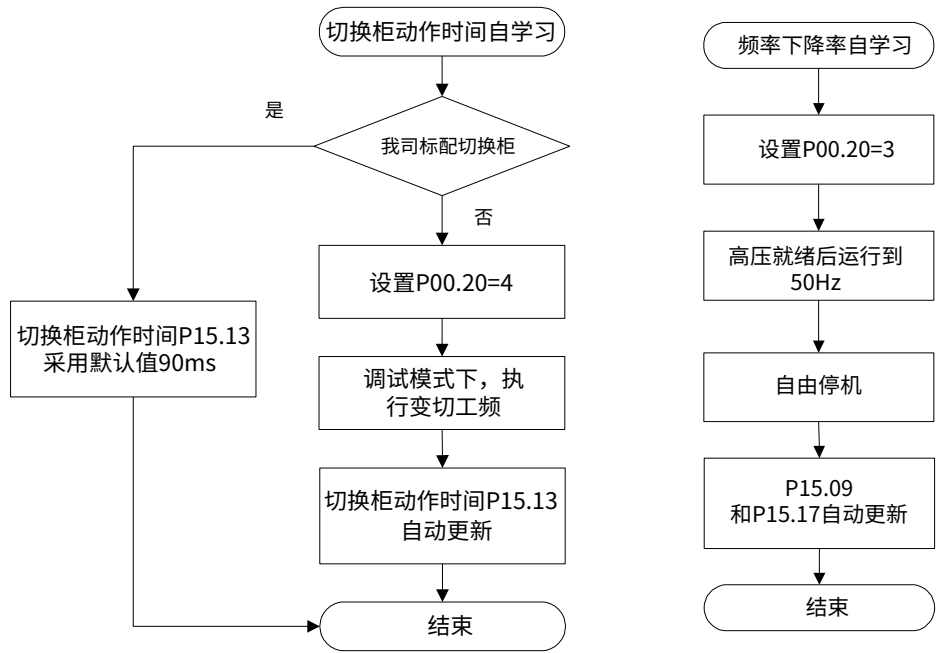 切换柜动作时间自学习
是
我司标配切换柜
否
设置P00.20=4
切换柜动作时间P15.13
采用默认值90ms
调试模式下，执
行变切工频
切换柜动作时间P15.13
自动更新
结束
频率下降率自学习
设置P00.20=3
高压就绪后运行到
50Hz
自由停机
P15.09
和P15.17自动更新
结束